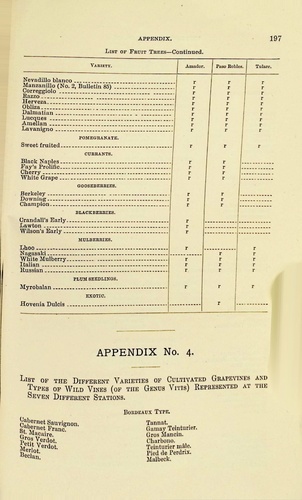 APPENDIX. 197
LIST OF FRUIT TREES—Continued.
VARIETY. Amador. Paso Robles. Tulare.
Nevadillo blanco r r r
Manzanillo (No. 2, Bulletin 85) r r r
Correggiolo r r r
Razzo r r r
Herveza r r r
Obliza r r r
Dalmatian r r r
Lucques r r r
Amellan r r r
Lavanigno r r r
POMEGRANATE.
Sweet fruited r r r
CURRANTS.
Black Naples r r
Fay's Prolific r r
Cherry r r
White Grape r r
GOOSEBERRIES.
Berkeley r r
Downing r r
Champion r r
BLACKBERRIES.
Crandall's Early r
Lawton r
Wilson's Early r
MULBERRIES.
Lhoo r r
Nagasaki r r
White Mulberry r r r
Italian r r r
Russian r r r
PLUM SEEDLINGS.
Myrobalan r r r
EXOTIC.
Hovenia Dulcis r
APPENDIX No. 4.
LIST OF THE DIFFERENT VARIETIES OF CULTIVATED GRAPEVINES AND
TYPES OF WILD VINES (OF THE GENUS VITIS) REPRESENTED AT THE
SEVEN DIFFERENT STATIONS.
BORDEAUX TYPE.
Cabernet Sauvignon.
Cabernet Franc.
St. Macaire.
Gros Verdot.
Petit Verdot.
Merlot.
Beclan.
Tannat.
Gamay Teinturier.
Gros Mancin.
Charbono.
Teinturier mâle.
Pied de Perdrix.
Malbeck.